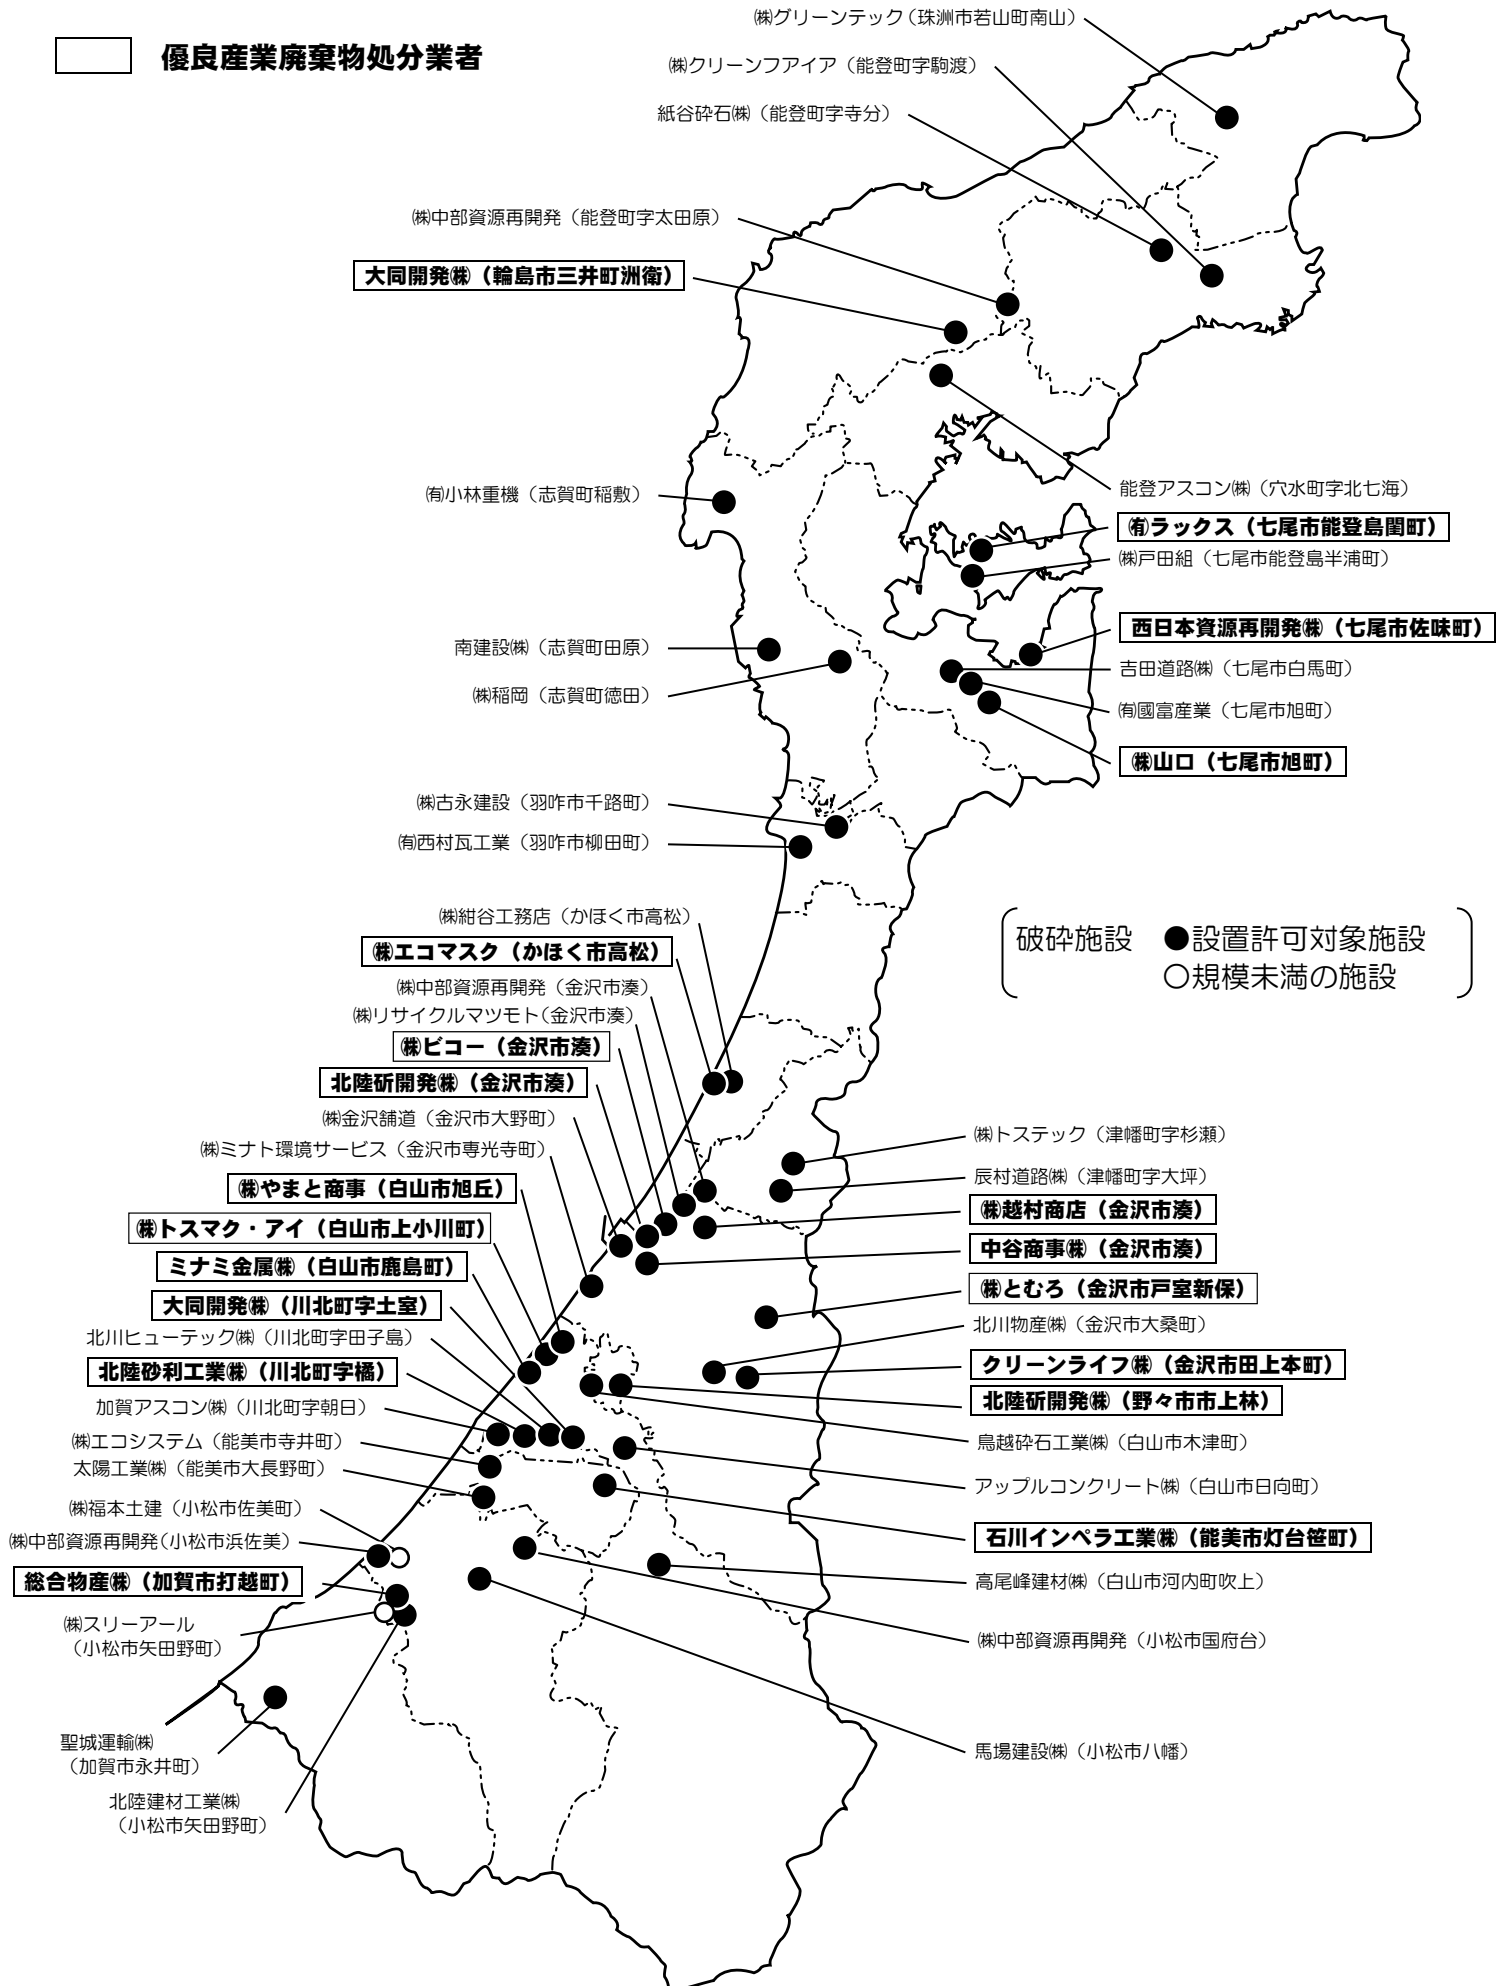 優良産業廃棄物処分業者
㈱グリーンテック（珠洲市若山町南山）
㈱クリーンフアイア（能登町字駒渡）
紙谷砕石㈱（能登町字寺分）
㈱中部資源再開発（能登町字太田原）
大同開発㈱（輪島市三井町洲衛）
㈲小林重機（志賀町稲敷）
能登アスコン㈱（穴水町字北七海）
㈲ラックス（七尾市能登島閨町）
㈱戸田組（七尾市能登島半浦町）
西日本資源再開発㈱（七尾市佐味町）
南建設㈱（志賀町田原）
吉田道路㈱（七尾市白馬町）
㈱稲岡（志賀町徳田）
㈲國富産業（七尾市旭町）
㈱山口（七尾市旭町）
㈱古永建設（羽咋市千路町）
㈲西村瓦工業（羽咋市柳田町）
㈱紺谷工務店（かほく市高松）
㈱エコマスク（かほく市高松）
㈱中部資源再開発（金沢市湊）
㈱リサイクルマツモト（金沢市湊）
㈱ビコー（金沢市湊）
北陸斫開発㈱（金沢市湊）
㈱金沢舗道（金沢市大野町）
㈱ミナト環境サービス（金沢市専光寺町）
㈱やまと商事（白山市旭丘）
㈱トスマク・アイ（白山市上小川町）
ミナミ金属㈱（白山市鹿島町）
大同開発㈱（川北町字土室）
北川ヒューテック㈱（川北町字田子島）
北陸砂利工業㈱（川北町字橘）
加賀アスコン㈱（川北町字朝日）
㈱エコシステム（能美市寺井町）
太陽工業㈱（能美市大長野町）
㈱福本土建（小松市佐美町）
㈱中部資源再開発（小松市浜佐美）
総合物産㈱（加賀市打越町）
㈱スリーアール
（小松市矢田野町）
聖城運輸㈱
（加賀市永井町）
北陸建材工業㈱
（小松市矢田野町）
破砕施設　●設置許可対象施設
○規模未満の施設
㈱トステック（津幡町字杉瀬）
辰村道路㈱（津幡町字大坪）
㈱越村商店（金沢市湊）
中谷商事㈱（金沢市湊）
㈱とむろ（金沢市戸室新保）
北川物産㈱（金沢市大桑町）
クリーンライフ㈱（金沢市田上本町）
北陸斫開発㈱（野々市市上林）
鳥越砕石工業㈱（白山市木津町）
アップルコンクリート㈱（白山市日向町）
石川インペラ工業㈱（能美市灯台笹町）
高尾峰建材㈱（白山市河内町吹上）
㈱中部資源再開発（小松市国府台）
馬場建設㈱（小松市八幡）